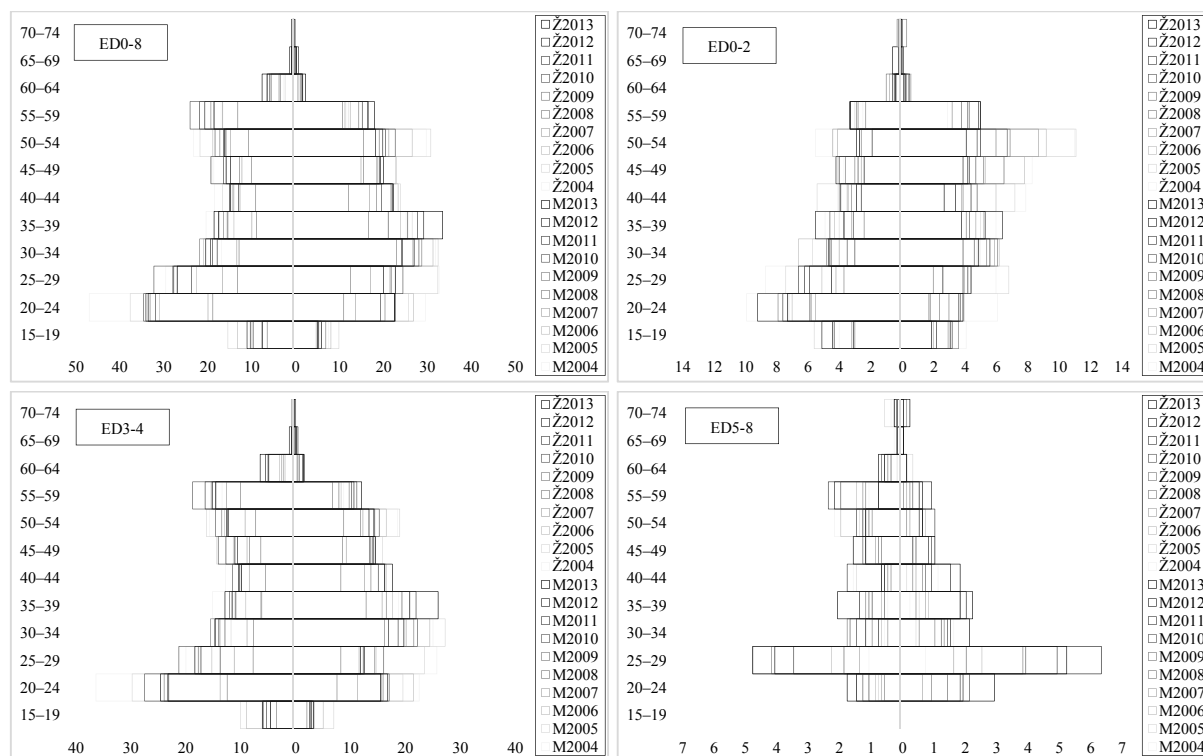 ED0-8
70–74
65–69
60–64
55–59
50–54
45–49
40–44
35–39
30–34
25–29
20–24
15–19
50 40 30 20 10 0 10 20 30 40 50
Ž2013
Ž2012
Ž2011
Ž2010
Ž2009
Ž2008
Ž2007
Ž2006
Ž2005
Ž2004
M2013
M2012
M2011
M2010
M2009
M2008
M2007
M2006
M2005
M2004
ED0-2
70–74
65–69
60–64
55–59
50–54
45–49
40–44
35–39
30–34
25–29
20–24
15–19
14 12 10 8 6 4 2 0 2 4 6 8 10 12 14
Ž2013
Ž2012
Ž2011
Ž2010
Ž2009
Ž2008
Ž2007
Ž2006
Ž2005
Ž2004
M2013
M2012
M2011
M2010
M2009
M2008
M2007
M2006
M2005
M2004
ED3-4
70–74
65–69
60–64
55–59
50–54
45–49
40–44
35–39
30–34
25–29
20–24
15–19
40 30 20 10 0 10 20 30 40
Ž2013
Ž2012
Ž2011
Ž2010
Ž2009
Ž2008
Ž2007
Ž2006
Ž2005
Ž2004
M2013
M2012
M2011
M2010
M2009
M2008
M2007
M2006
M2005
M2004
ED5-8
70–74
65–69
60–64
55–59
50–54
45–49
40–44
35–39
30–34
25–29
20–24
15–19
7 6 5 4 3 2 1 0 1 2 3 4 5 6 7
Ž2013
Ž2012
Ž2011
Ž2010
Ž2009
Ž2008
Ž2007
Ž2006
Ž2005
Ž2004
M2013
M2012
M2011
M2010
M2009
M2008
M2007
M2006
M2005
M2004